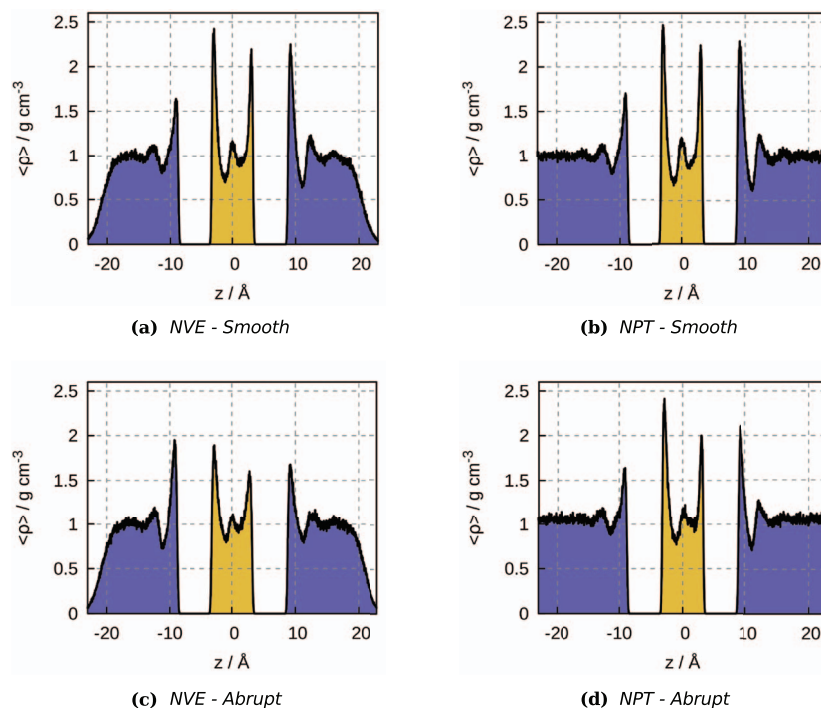 2.5
2
1.5
1
0.5
0
<ρ> / g cm⁻³
-20 -10 0 10 20
z / Å
(a) NVE - Smooth
2.5
2
1.5
1
0.5
0
<ρ> / g cm⁻³
-20 -10 0 10 20
z / Å
(b) NPT - Smooth
2.5
2
1.5
1
0.5
0
<ρ> / g cm⁻³
-20 -10 0 10 20
z / Å
(c) NVE - Abrupt
2.5
2
1.5
1
0.5
0
<ρ> / g cm⁻³
-20 -10 0 10 20
z / Å
(d) NPT - Abrupt